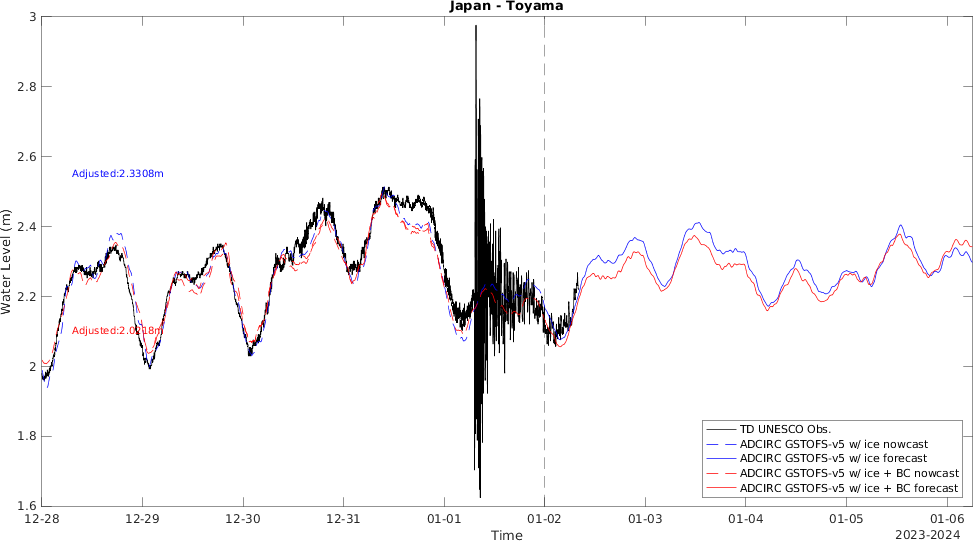 Japan - Toyama
Water Level (m)
3
2.8
2.6
2.4
2.2
2
1.8
1.6
Adjusted:2.3308m
TD UNESCO Obs.
ADCIRC GSTOFS-v5 w/ ice nowcast
ADCIRC GSTOFS-v5 w/ ice forecast
ADCIRC GSTOFS-v5 w/ ice + BC nowcast
ADCIRC GSTOFS-v5 w/ ice + BC forecast
12-28
12-29
12-30
12-31
01-01
01-02
01-03
01-04
01-05
01-06
Time
2023-2024